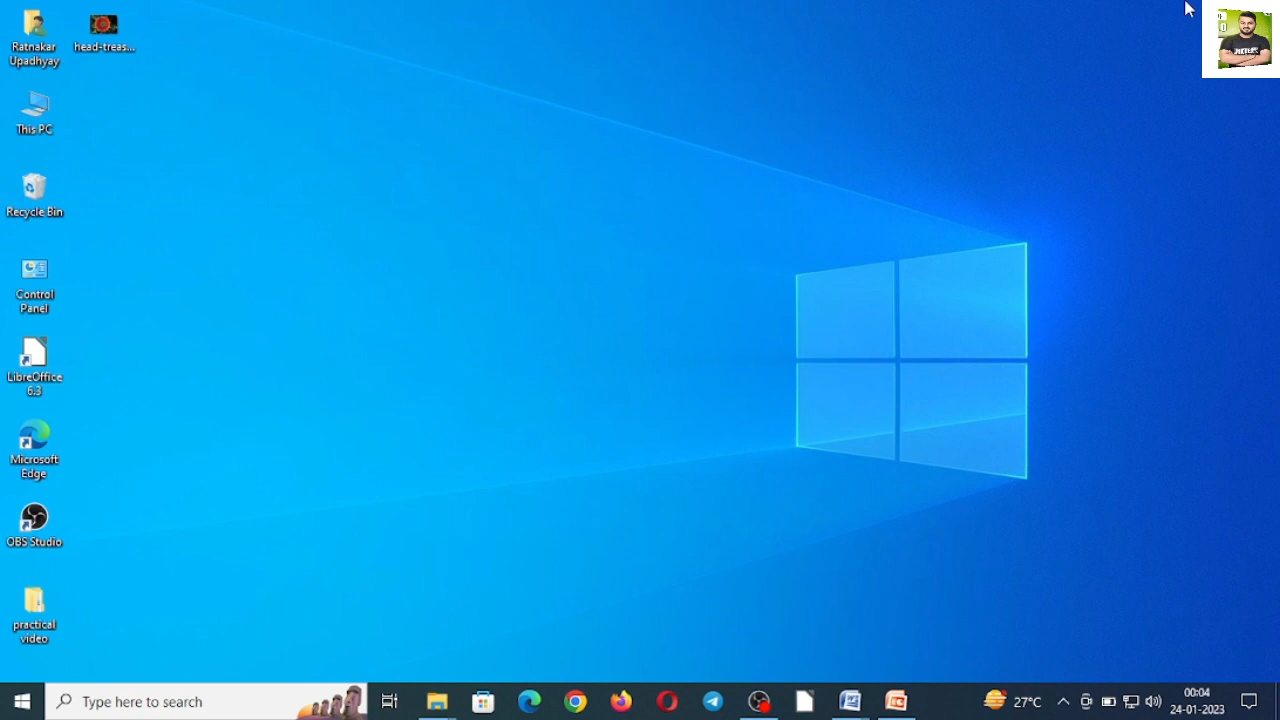 Ratnakar
Upadhyay
head-treas...
This PC
Recycle Bin
Control
Panel
LibreOffice
6.3
Microsoft
Edge
OBS Studio
practical
video
Type here to search
27°C
00:04
24-01-2023